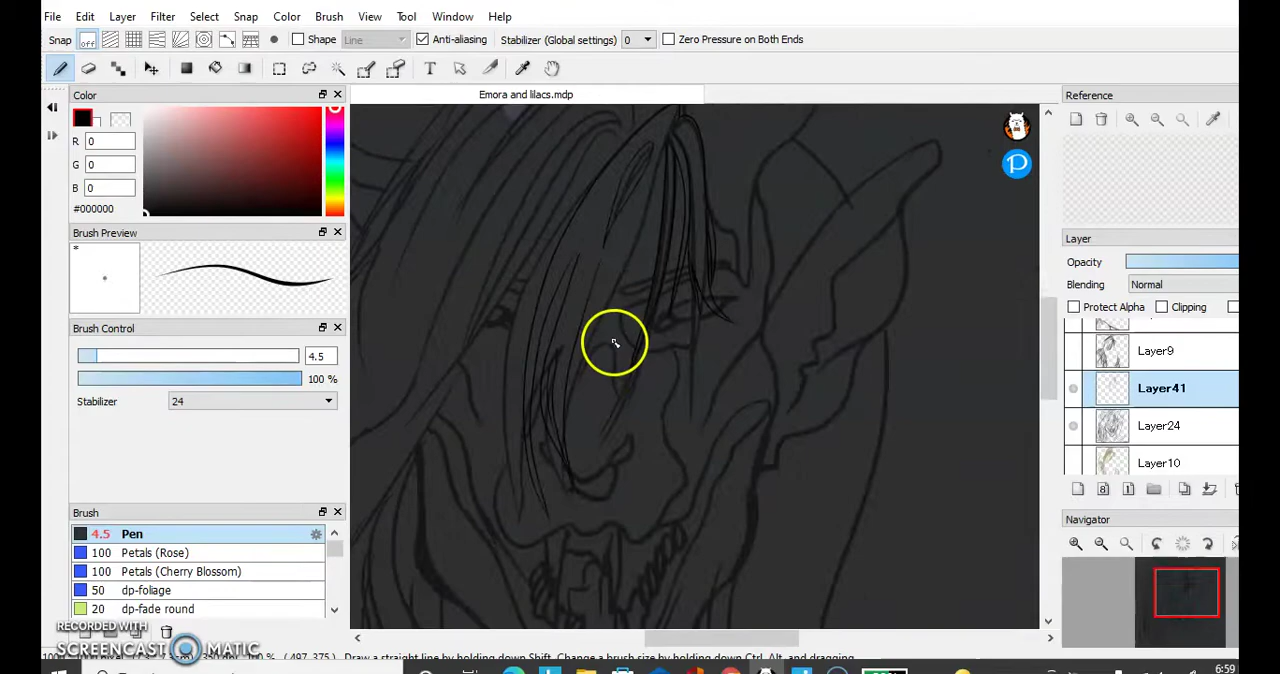 File Edit Layer Filter Select Snap Color Brush View Tool Window Help
Snap off Shape Line Anti-aliasing Stabilizer (Global settings) 0 Zero Pressure on Both Ends
Color
Emora and lilacs.mdp
Reference
R 0
G 0
B 0
#000000
Brush Preview
*
Layer
Opacity
Blending Normal
Protect Alpha Clipping
Brush Control
4.5
100 %
Stabilizer 24
Layer9
Layer41
Layer24
Layer10
Brush
4.5 Pen
100 Petals (Rose)
100 Petals (Cherry Blossom)
50 dp-foliage
20 dp-fade round
Navigator
RECORDED WITH
SCREENCAST MATIC
(497, 375) Draw a straight line by holding down Shift, Change a brush size by holding down Ctrl, Alt, and dragging
6:59